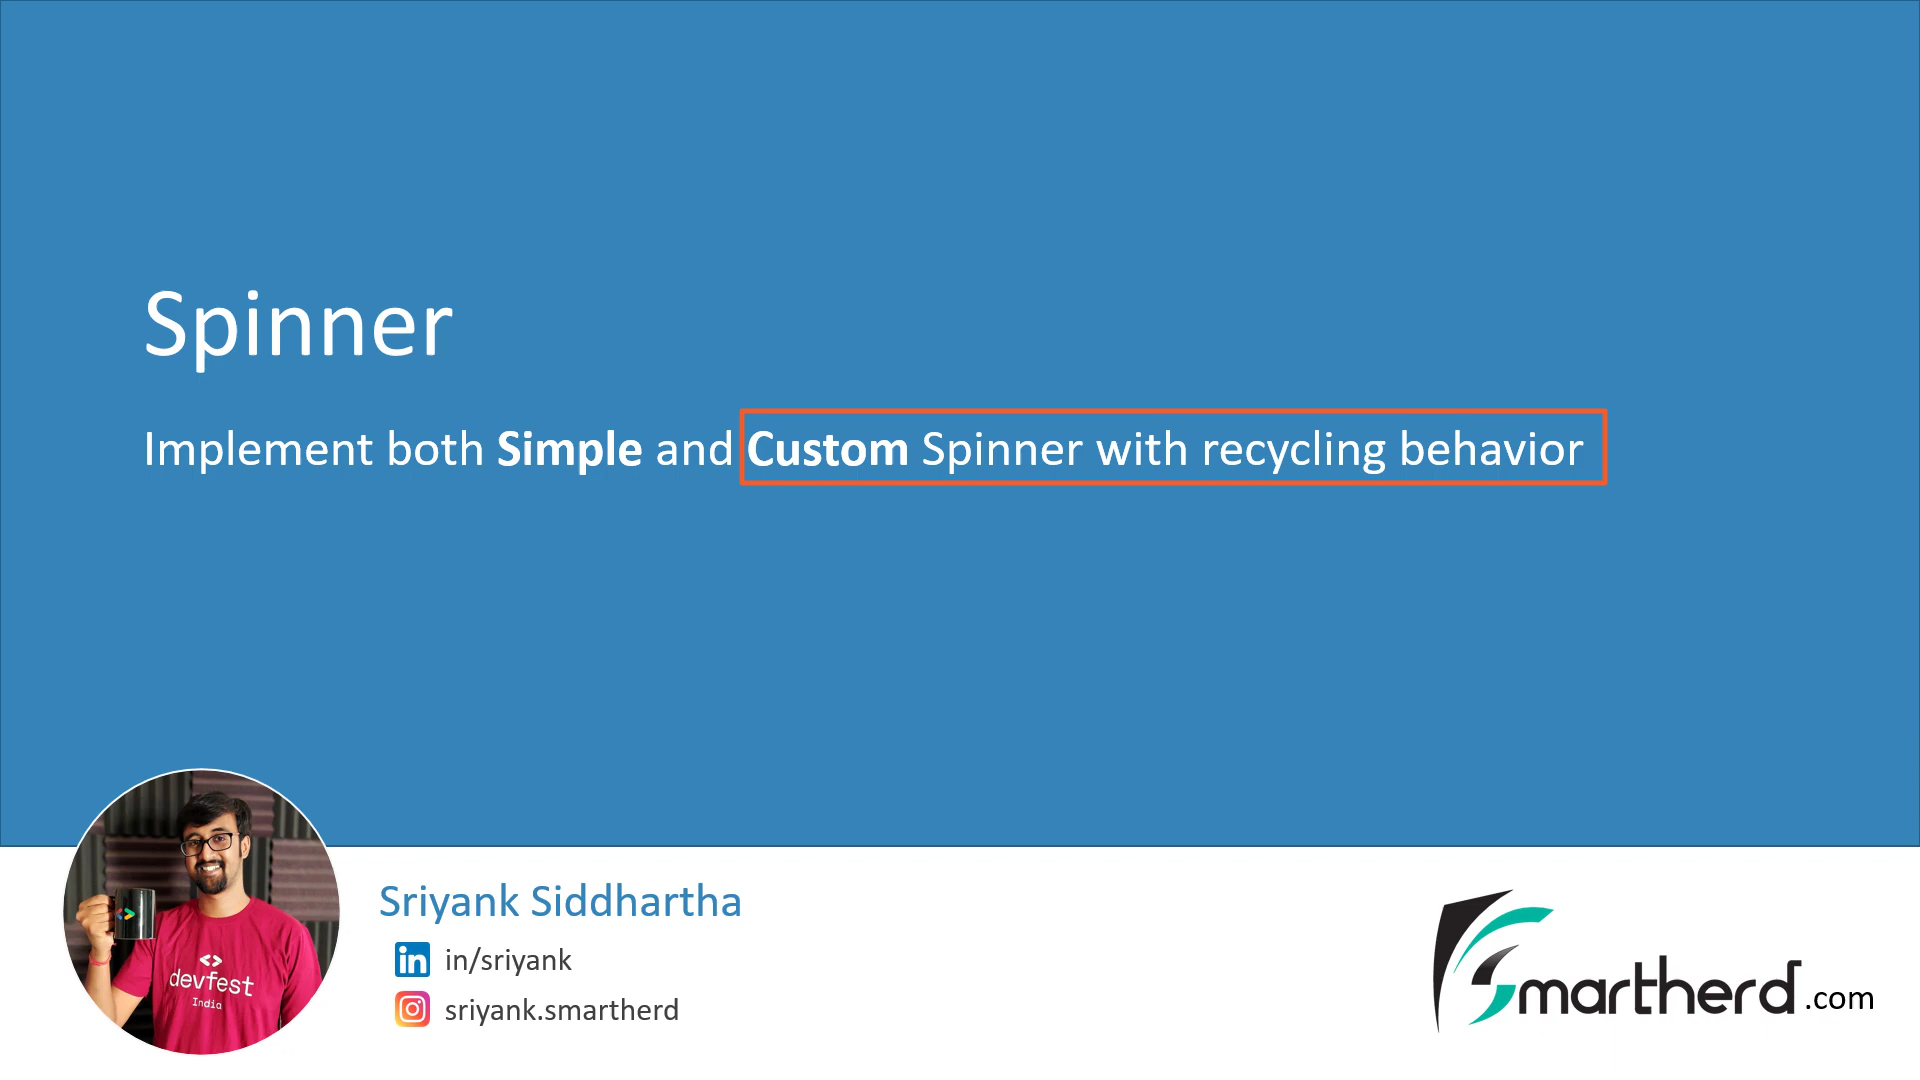 Spinner
Implement both Simple and Custom Spinner with recycling behavior
devfest
India
Sriyank Siddhartha
in in/sriyank
sriyank.smartherd
Smartherd.com